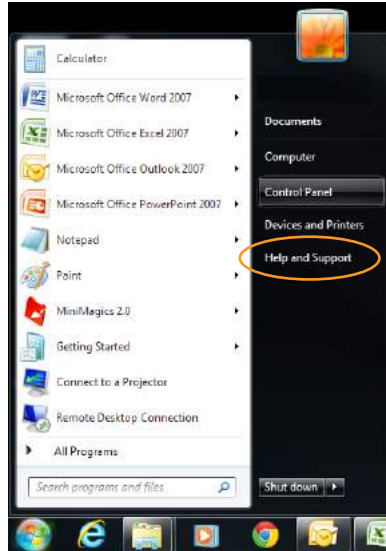 Calculator
Microsoft Office Word 2007
Microsoft Office Excel 2007
Microsoft Office Outlook 2007
Microsoft Office PowerPoint 2007
Notepad
Paint
MiniMagics 2.0
Getting Started
Connect to a Projector
Remote Desktop Connection
All Programs
Search programs and files
Documents
Computer
Control Panel
Devices and Printers
Help and Support
Shut down